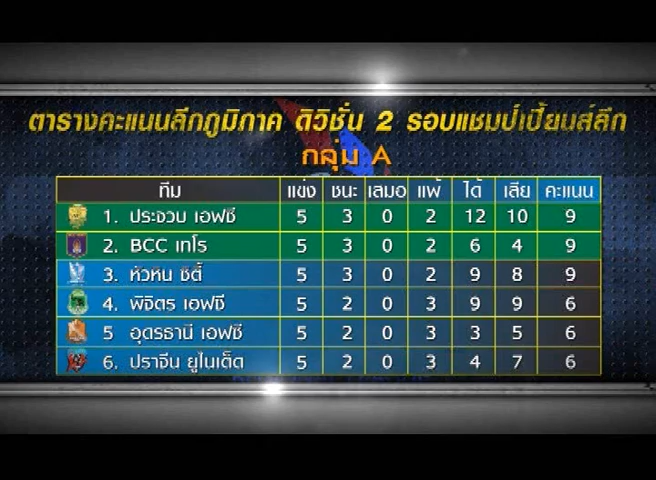 ตารางคะแนนลีกภูมิภาค ดิวิชั่น 2 รอบแชมป์เปี้ยนส์ลีก
กลุ่ม A
ทีม แข่ง ชนะ เสมอ แพ้ ได้ เสีย คะแนน
1. ประจวบ เอฟซี 5 3 0 2 12 10 9
2. BCC เทโร 5 3 0 2 6 4 9
3. หัวหิน ซิตี้ 5 3 0 2 9 8 9
4. พิจิตร เอฟซี 5 2 0 3 9 9 6
5 อุดรธานี เอฟซี 5 2 0 3 3 5 6
6. ปราจีน ยูไนเต็ด 5 2 0 3 4 7 6